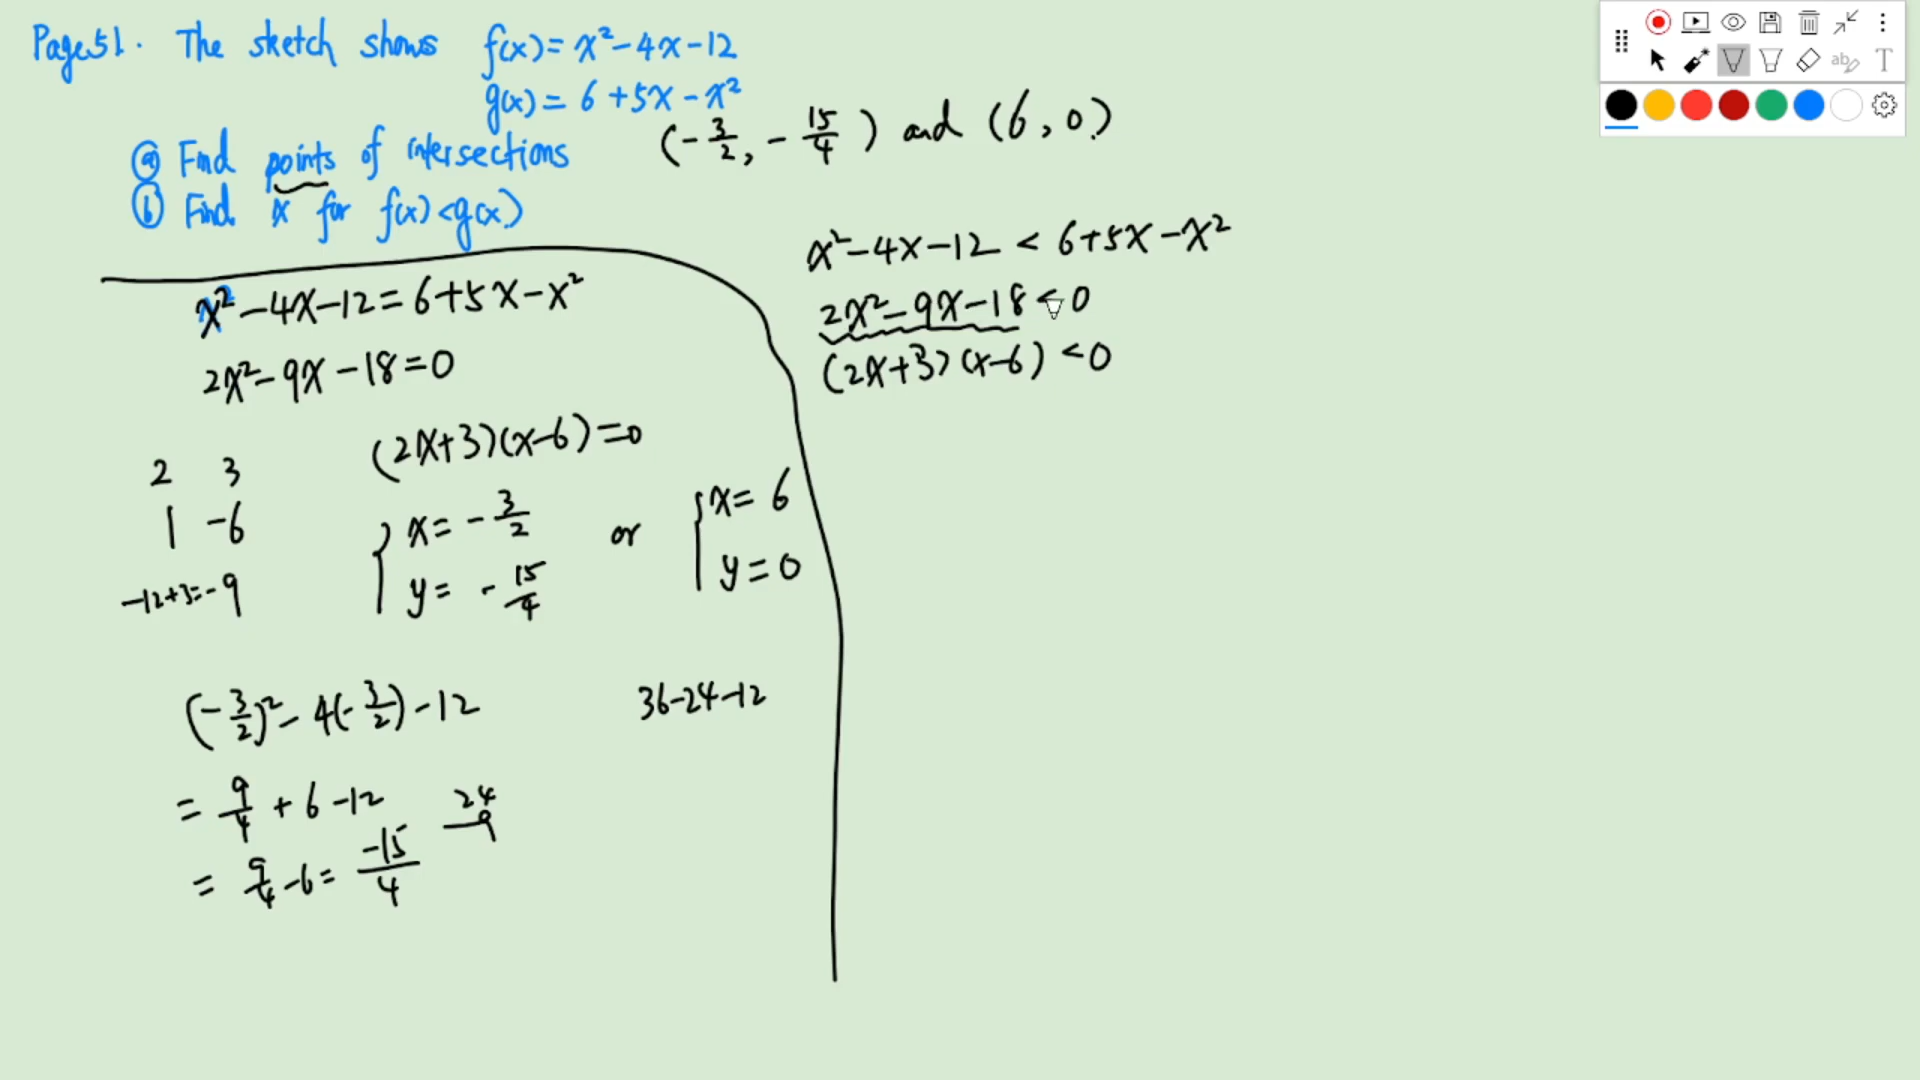 Page51. The sketch shows f(x)= x²-4x-12
g(x) = 6+5x-x²
(-3/2, -15/4) and (6,0)
ⓐ Find points of intersections
ⓑ Find x for f(x)<g(x)
x²-4x-12=6+5x-x²
2x²-9x-18=0
(2x+3)(x-6)=0
2 3
1 -6
-12+3=-9
x=-3/2
y= -15/4
or
x= 6
y=0
(-3/2)²-4(-3/2)-12
= 9/4 + 6 -12
= 9/4 -6= -15/4
24
9
36-24-12
x²-4x-12 < 6+5x-x²
2x²-9x-18<0
(2x+3)(x-6) <0
ab
T